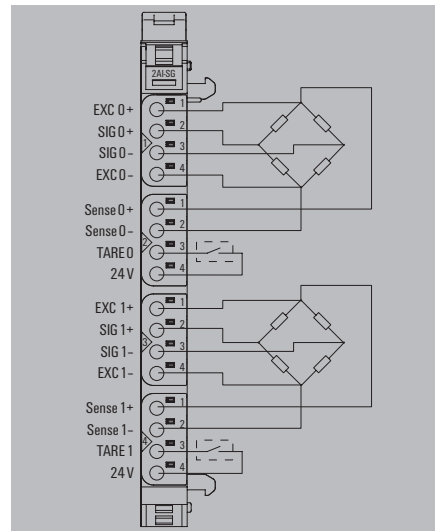 2AI-SG
EXC 0+ 1
SIG 0+ 2
SIG 0– 3
EXC 0– 4
1
Sense 0+ 1
Sense 0– 2
TARE 0 3
24 V 4
2
EXC 1+ 1
SIG 1+ 2
SIG 1– 3
EXC 1– 4
3
Sense 1+ 1
Sense 1– 2
TARE 1 3
24 V 4
4